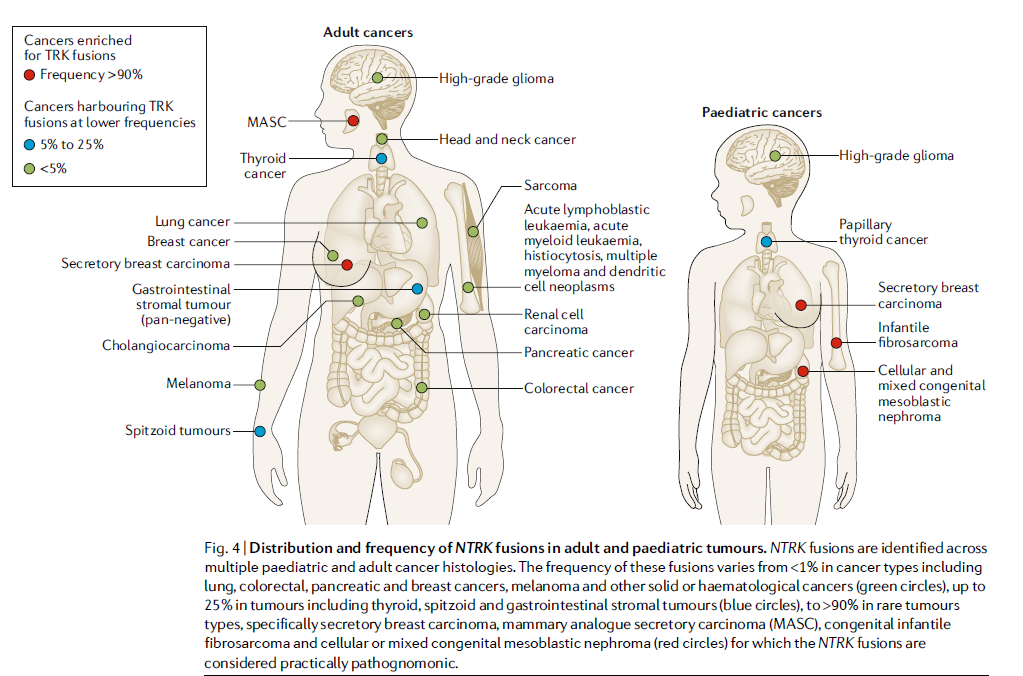 Cancers enriched
for TRK fusions
Frequency >90%
Cancers harbouring TRK
fusions at lower frequencies
5% to 25%
<5%
Adult cancers
High-grade glioma
MASC
Head and neck cancer
Thyroid
cancer
Sarcoma
Acute lymphoblastic
leukaemia, acute
myeloid leukaemia,
histiocytosis, multiple
myeloma and dendritic
cell neoplasms
Lung cancer
Breast cancer
Secretory breast carcinoma
Gastrointestinal
stromal tumour
(pan-negative)
Renal cell
carcinoma
Cholangiocarcinoma
Pancreatic cancer
Melanoma
Colorectal cancer
Spitzoid tumours
Paediatric cancers
High-grade glioma
Papillary
thyroid cancer
Secretory breast
carcinoma
Infantile
fibrosarcoma
Cellular and
mixed congenital
mesoblastic
nephroma
Fig. 4 | Distribution and frequency of NTRK fusions in adult and paediatric tumours. NTRK fusions are identified across
multiple paediatric and adult cancer histologies. The frequency of these fusions varies from <1% in cancer types including
lung, colorectal, pancreatic and breast cancers, melanoma and other solid or haematological cancers (green circles), up to
25% in tumours including thyroid, spitzoid and gastrointestinal stromal tumours (blue circles), to >90% in rare tumours
types, specifically secretory breast carcinoma, mammary analogue secretory carcinoma (MASC), congenital infantile
fibrosarcoma and cellular or mixed congenital mesoblastic nephroma (red circles) for which the NTRK fusions are
considered practically pathognomonic.